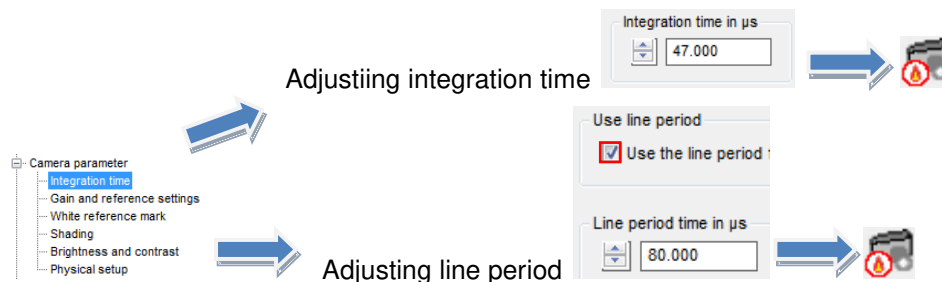 Integration time in µs
47.000
Adjustiing integration time
Use line period
Use the line period
Camera parameter
Integration time
Gain and reference settings
White reference mark
Shading
Brightness and contrast
Physical setup
Line period time in µs
80.000
Adjusting line period